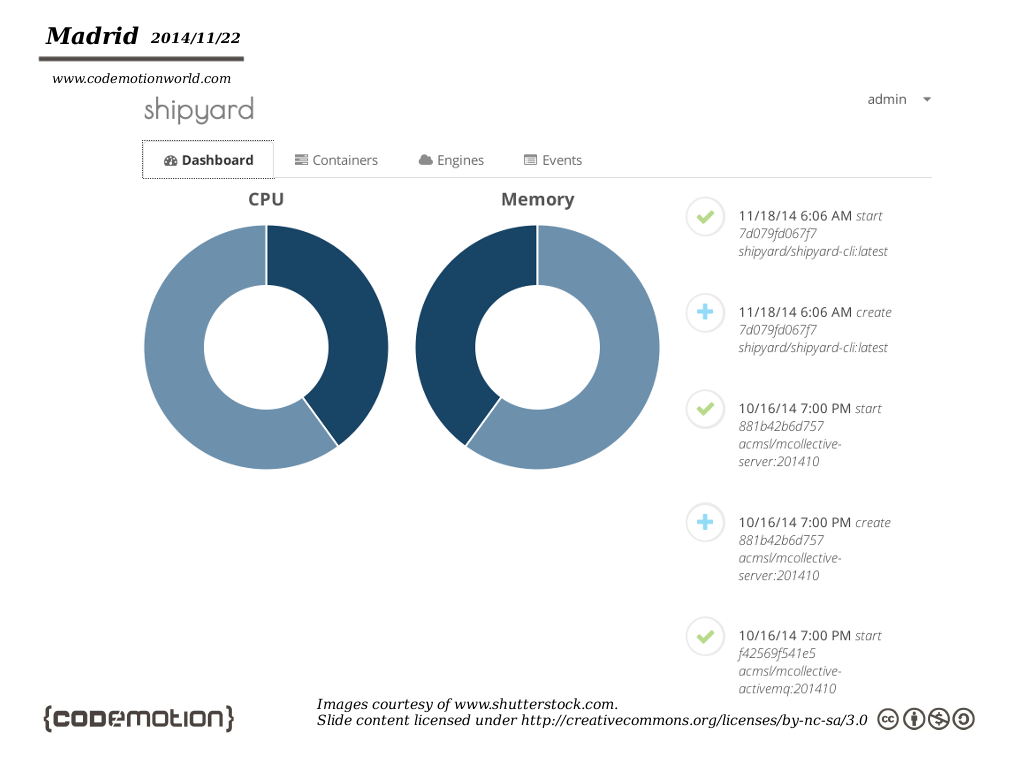 Madrid 2014/11/22
www.codemotionworld.com
shipyard
admin
Dashboard Containers Engines Events
CPU
Memory
11/18/14 6:06 AM start
7d079fd067f7
shipyard/shipyard-cli:latest
11/18/14 6:06 AM create
7d079fd067f7
shipyard/shipyard-cli:latest
10/16/14 7:00 PM start
881b42b6d757
acmsl/mcollective-
server:201410
10/16/14 7:00 PM create
881b42b6d757
acmsl/mcollective-
server:201410
10/16/14 7:00 PM start
f42569f541e5
acmsl/mcollective-
activemq:201410
{CODEMOTION}
Images courtesy of www.shutterstock.com.
Slide content licensed under http://creativecommons.org/licenses/by-nc-sa/3.0
cc